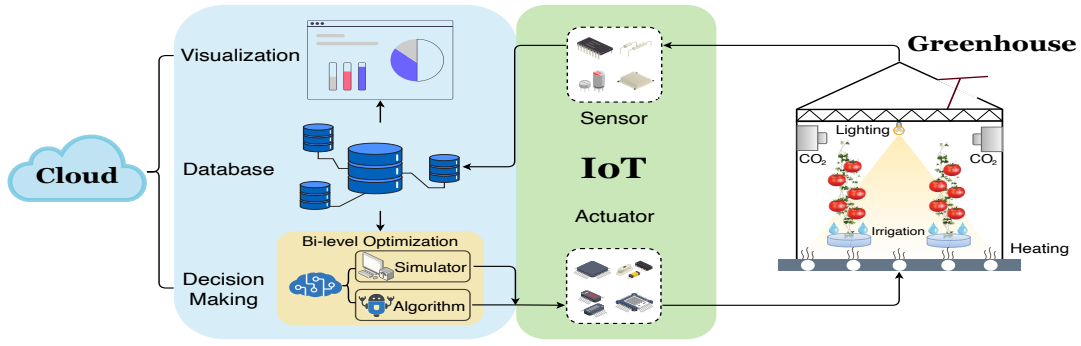 Cloud
Visualization
Database
Decision
Making
Bi-level Optimization
Simulator
Algorithm
Sensor
IoT
Actuator
Greenhouse
Lighting
CO₂
CO₂
Irrigation
Heating